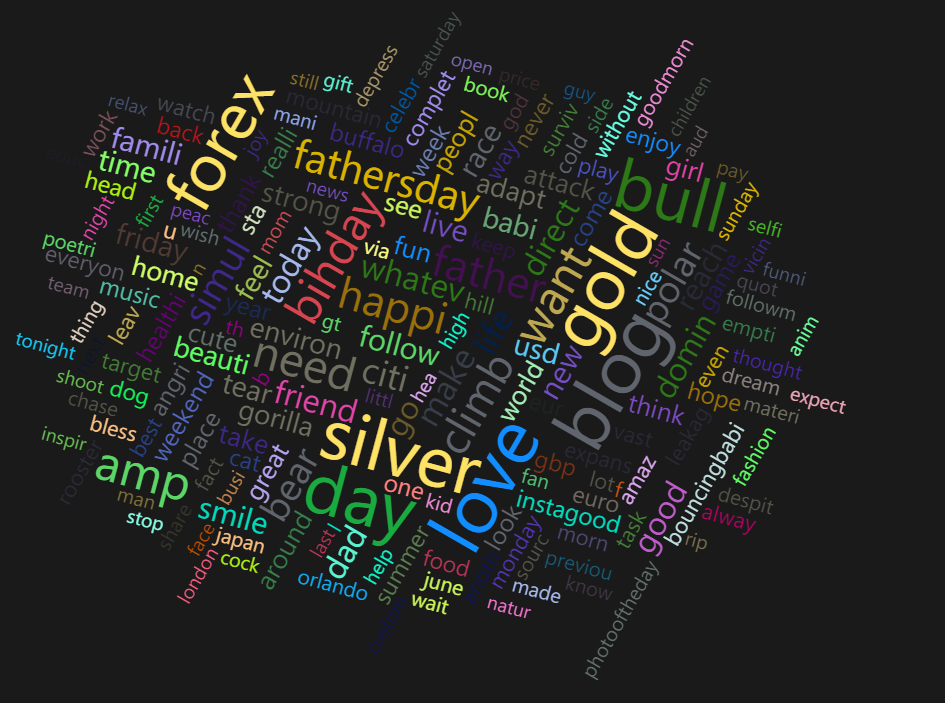 saturday
open
depress
price
guy
goodmorn
still
gift
celebr
complet
book
god
never
surviv
side
without
children
relax
watch
mountain
mani
forex
work
back
joy
realli
buffalo
week
peopl
race
way
cold
play
enjoy
aud
famili
time
fathersday
adapt
attack
bull
girl
pay
head
first
night
peac
thank
strong
news
see
babi
direct
come
sunday
selfi
u
wish
sta
mom
via
live
keep
want
gold
sun
poetri
everyon
friday
n
simul
feel
today
bihday
fun
whatev
father
nice
polar
reach
game
vicin
funni
team
home
music
healthi
year
happi
hill
quot
followm
thing
leav
th
gt
high
life
blog
empti
anim
tonight
cute
environ
follow
usd
new
domin
even
thought
target
beauti
need
citi
make
climb
world
dream
expect
shoot
dog
angri
b
tear
littl
hea
eur
think
hope
materi
chase
best
weekend
friend
go
vast
leakag
bless
gorilla
inspir
place
take
silver
love
expans
bouncingbabi
fashion
rooster
amp
cat
great
bear
one
kid
gbp
lot
f
amaz
good
despit
fact
busi
day
fan
euro
man
smile
instagood
alway
stop
share
face
japan
around
last
l
dad
look
task
rip
cock
help
summer
food
monday
sourc
morn
previou
london
orlando
june
wait
made
know
natur
photooftheday